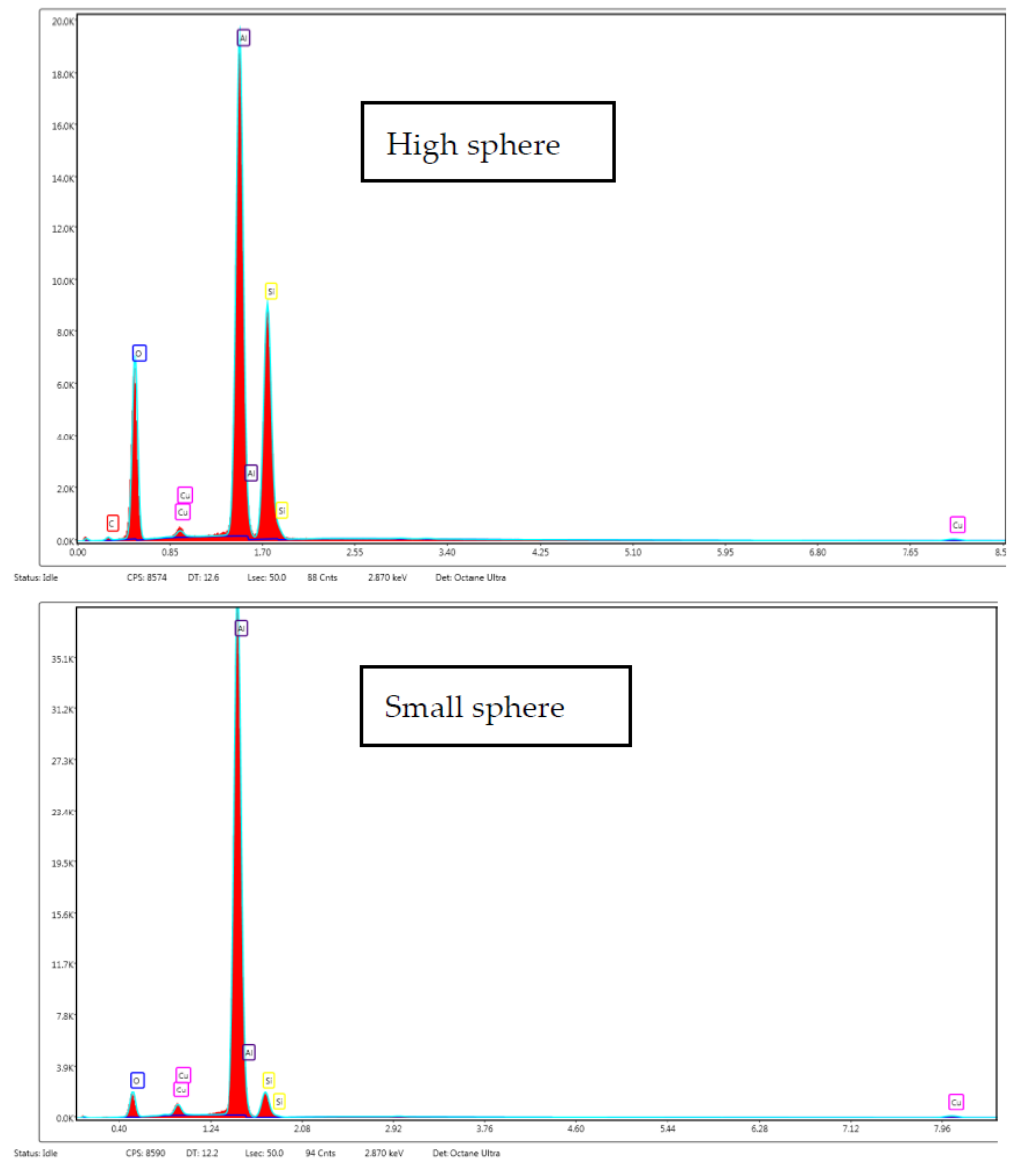 20.0K
Al
18.0K
High sphere
16.0K
14.0K
12.0K
10.0K
Si
8.0K
O
6.0K
4.0K
Al
2.0K
Cu
Si
Cu
C
Cu
0.0K
0.00 0.85 1.70 2.55 3.40 4.25 5.10 5.95 6.80 7.65 8.5
Status: Idle CPS: 8574 DT: 12.6 Lsec: 50.0 88 Cnts 2.870 keV Det: Octane Ultra
Al
35.1K
Small sphere
31.2K
27.3K
23.4K
19.5K
15.6K
11.7K
7.8K
Al
3.9K
O
Cu
Si
Cu
Si
Cu
0.0K
0.40 1.24 2.08 2.92 3.76 4.60 5.44 6.28 7.12 7.96
Status: Idle CPS: 8590 DT: 12.2 Lsec: 50.0 94 Cnts 2.870 keV Det: Octane Ultra